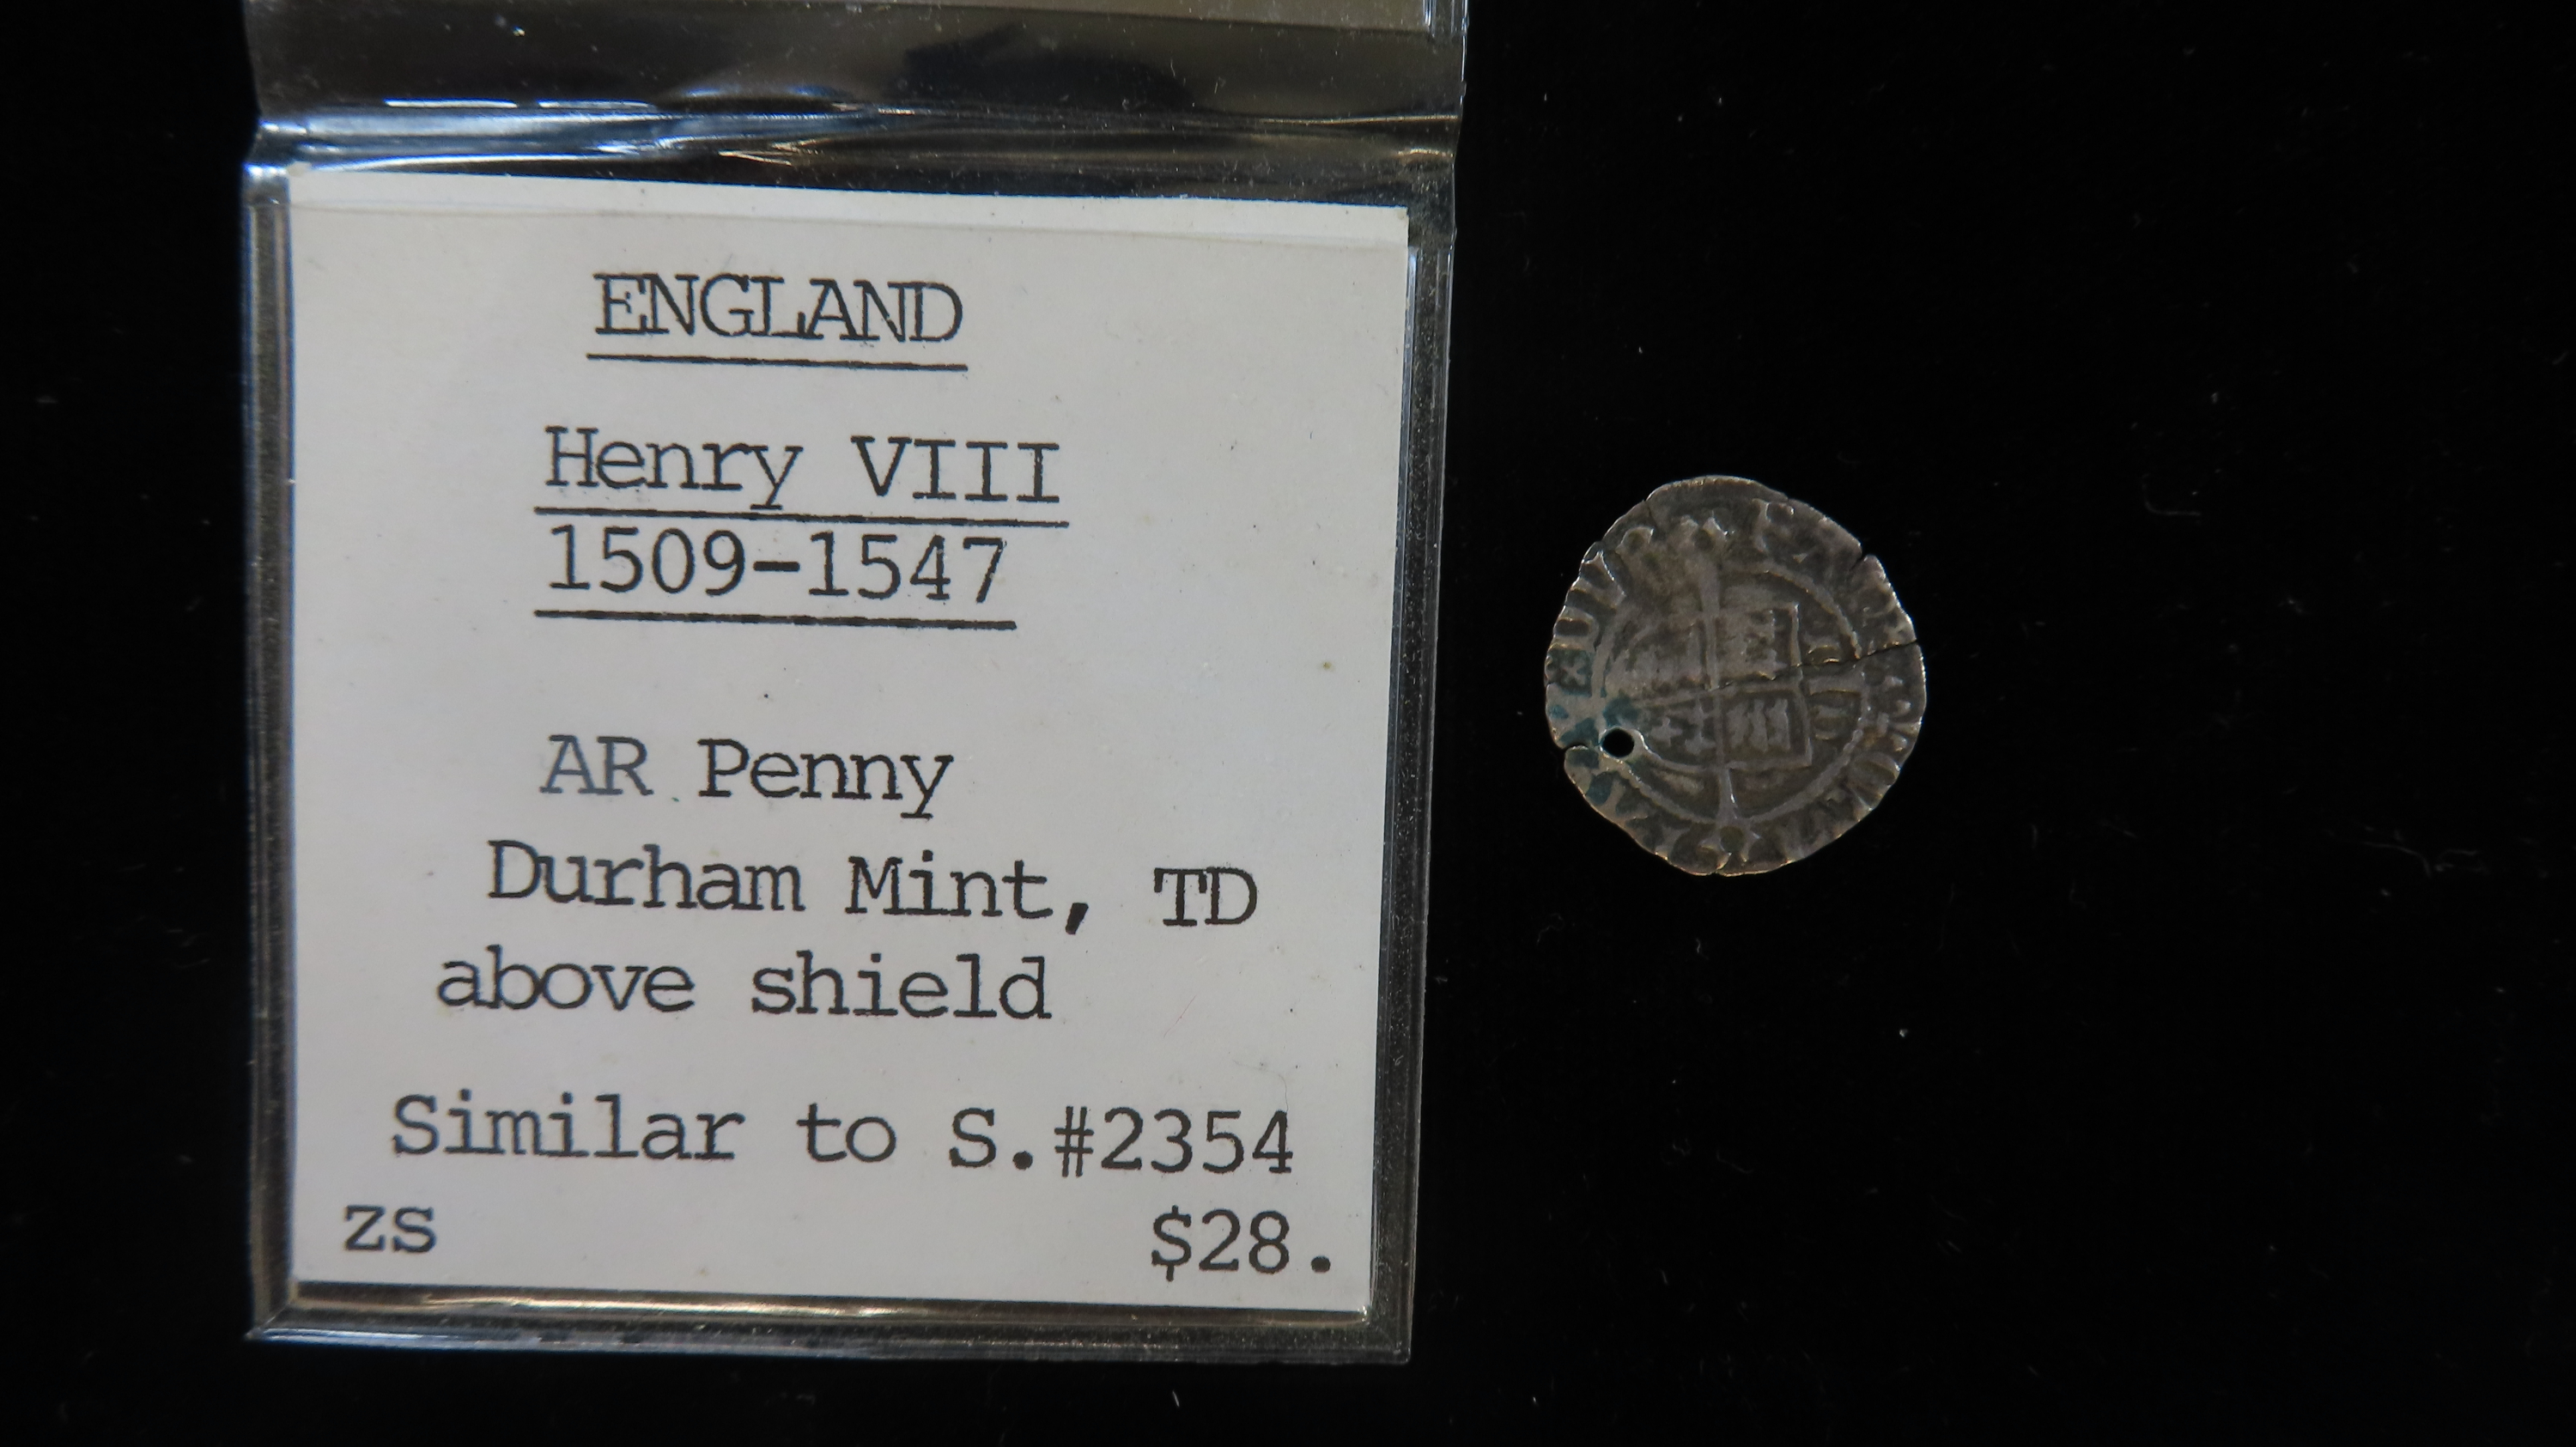 ENGLAND
Henry VIII
1509-1547
AR Penny
Durham Mint, TD
above shield
Similar to S.#2354
zs $28.